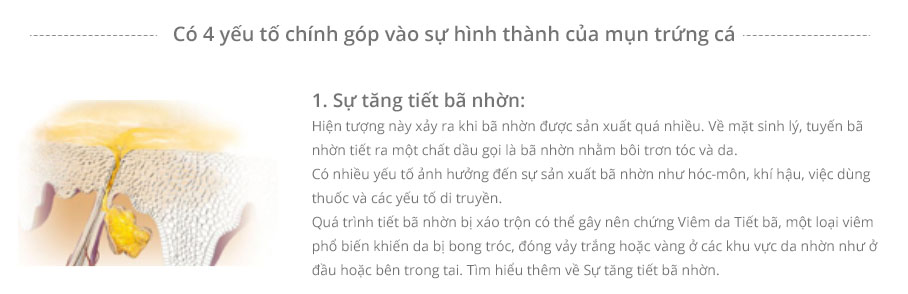 Có 4 yếu tố chính góp vào sự hình thành của mụn trứng cá
1. Sự tăng tiết bã nhờn:
Hiện tượng này xảy ra khi bã nhờn được sản xuất quá nhiều. Về mặt sinh lý, tuyến bã
nhờn tiết ra một chất dầu gọi là bã nhờn nhằm bôi trơn tóc và da.
Có nhiều yếu tố ảnh hưởng đến sự sản xuất bã nhờn như hóc-môn, khí hậu, việc dùng
thuốc và các yếu tố di truyền.
Quá trình tiết bã nhờn bị xáo trộn có thể gây nên chứng Viêm da Tiết bã, một loại viêm
phổ biến khiến da bị bong tróc, đóng vảy trắng hoặc vàng ở các khu vực da nhờn như ở
đầu hoặc bên trong tai. Tìm hiểu thêm về Sự tăng tiết bã nhờn.